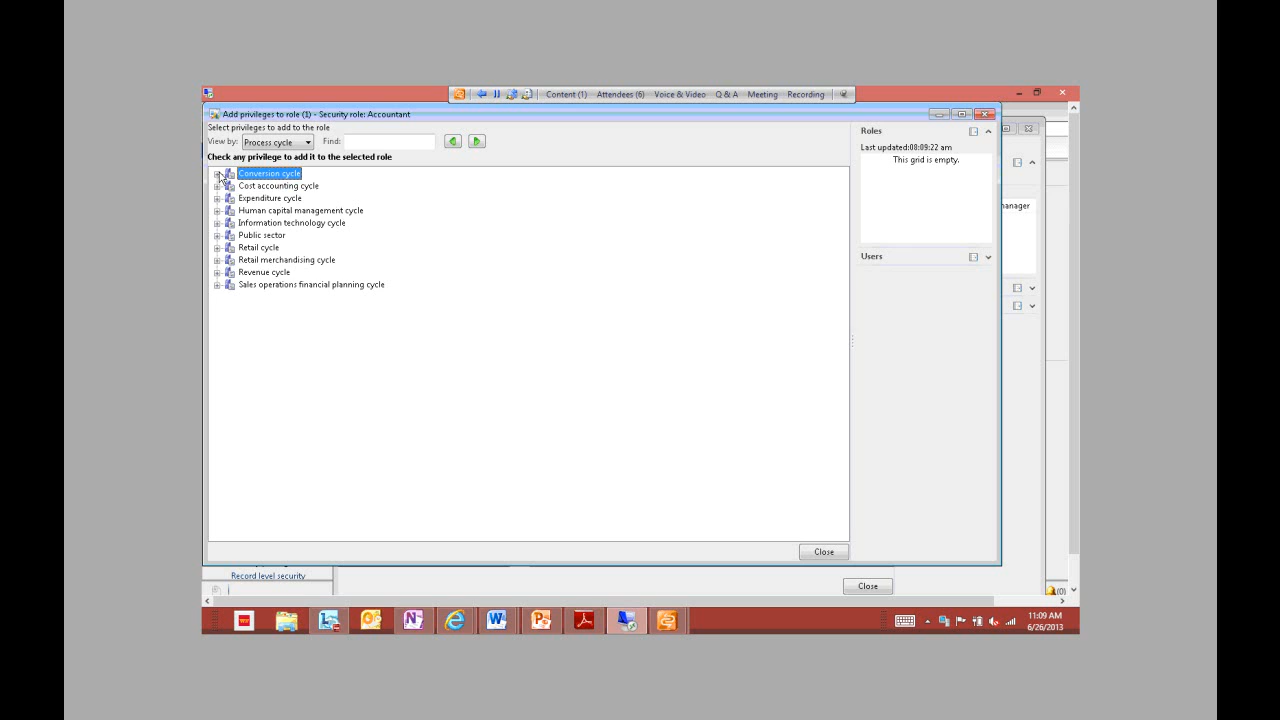 Content (1) Attendees (6) Voice & Video Q & A Meeting Recording
Add privileges to role (1) - Security role: Accountant
Select privileges to add to the role
View by: Process cycle Find:
Check any privilege to add it to the selected role
Conversion cycle
Cost accounting cycle
Expenditure cycle
Human capital management cycle
Information technology cycle
Public sector
Retail cycle
Retail merchandising cycle
Revenue cycle
Sales operations financial planning cycle
Roles
Last updated:08:09:22 am
This grid is empty.
Users
manager
Close
Record level security
Close
(0)
11:09 AM
6/26/2013